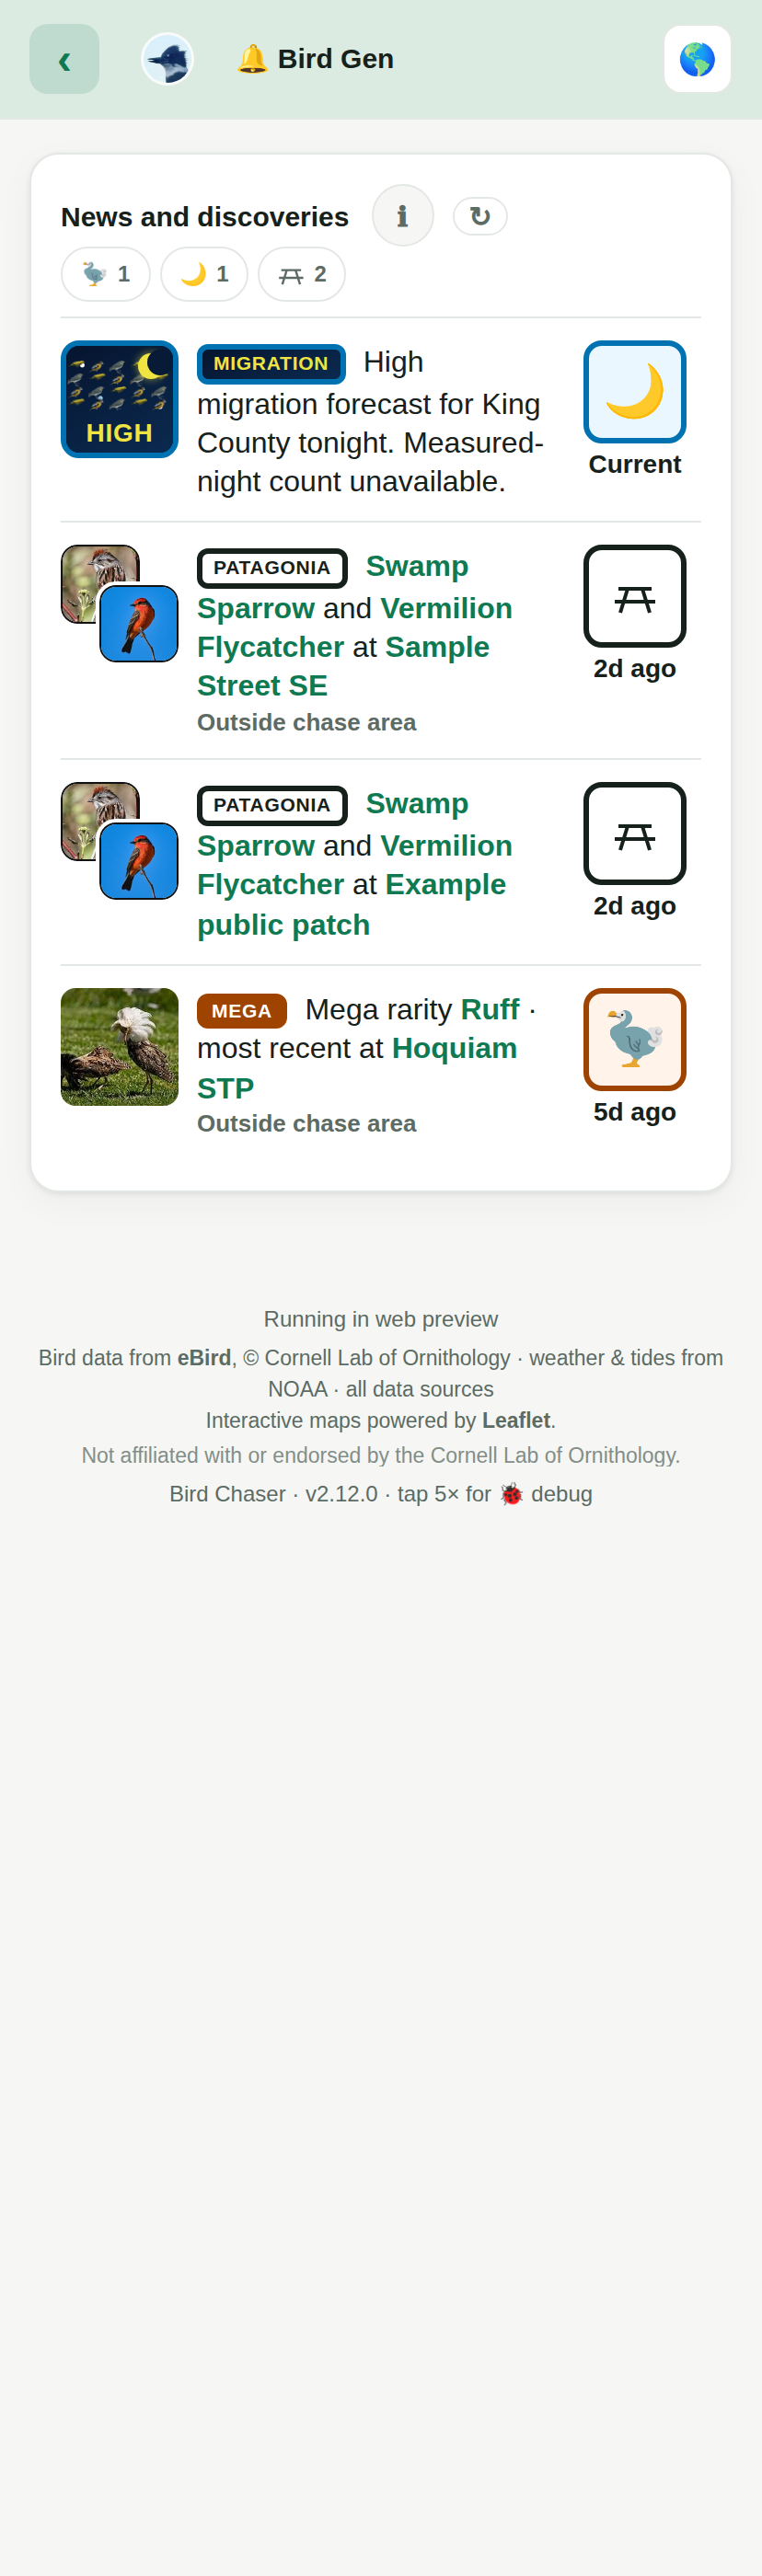 ‹ 🔔 Bird Gen 🌎
News and discoveries ℹ ↻
🦤 1 🌙 1 2
HIGH
MIGRATION High
migration forecast for King
County tonight. Measured-
night count unavailable.
Current
PATAGONIA Swamp
Sparrow and Vermilion
Flycatcher at Sample
Street SE
Outside chase area
2d ago
PATAGONIA Swamp
Sparrow and Vermilion
Flycatcher at Example
public patch
2d ago
MEGA Mega rarity Ruff ·
most recent at Hoquiam
STP
Outside chase area
5d ago
Running in web preview
Bird data from eBird, © Cornell Lab of Ornithology · weather & tides from
NOAA · all data sources
Interactive maps powered by Leaflet.
Not affiliated with or endorsed by the Cornell Lab of Ornithology.
Bird Chaser · v2.12.0 · tap 5× for 🐞 debug